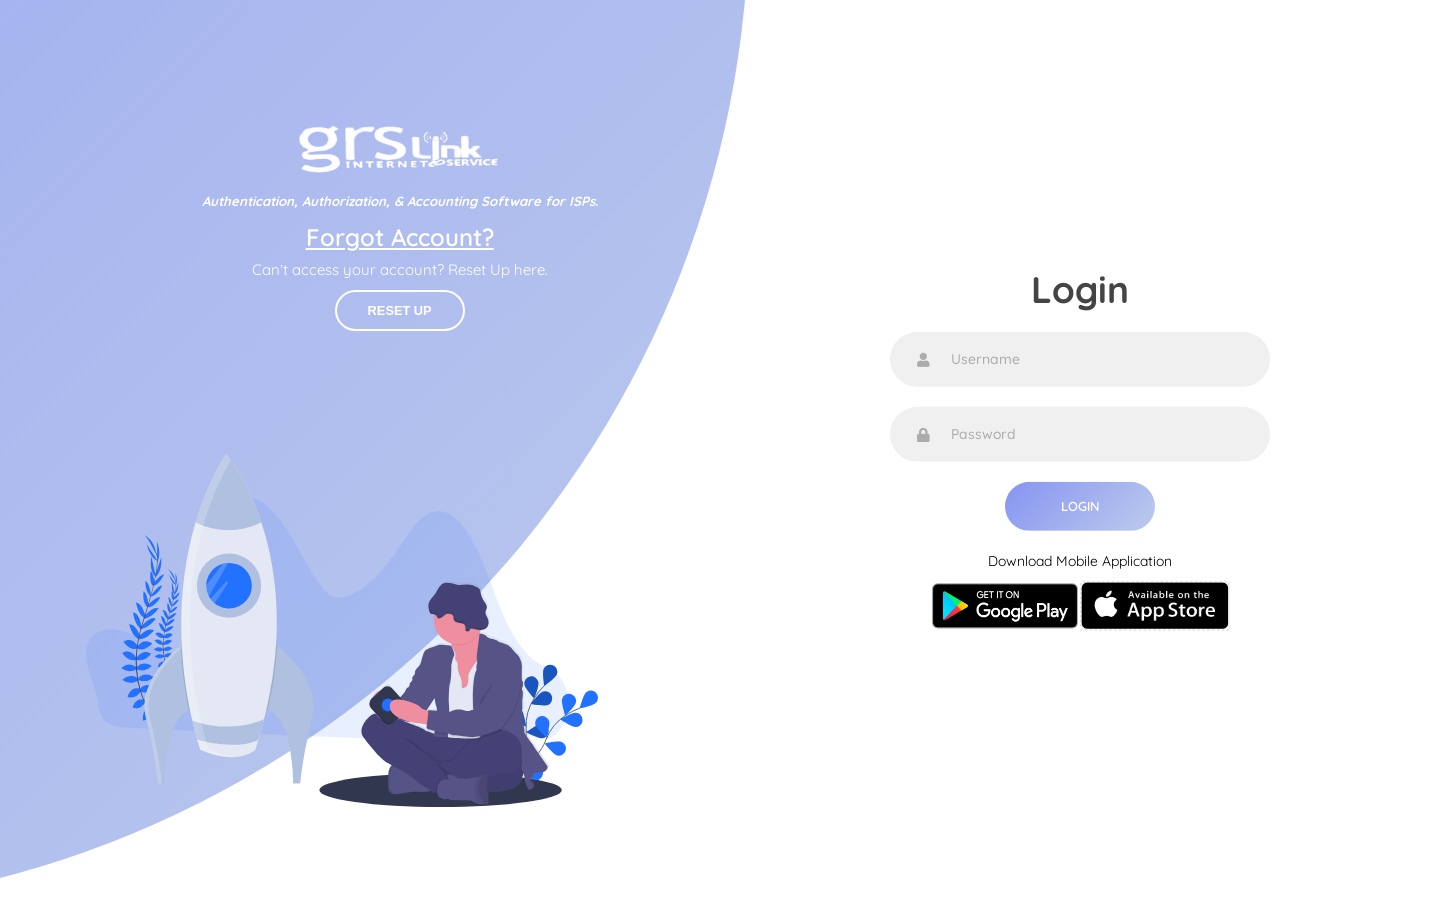 grs Link
INTERNET SERVICE
Authentication, Authorization, & Accounting Software for ISPs.
Forgot Account?
Can't access your account? Reset Up here.
RESET UP
Login
Username
Password
LOGIN
Download Mobile Application
GET IT ON
Google Play
Available on the
App Store